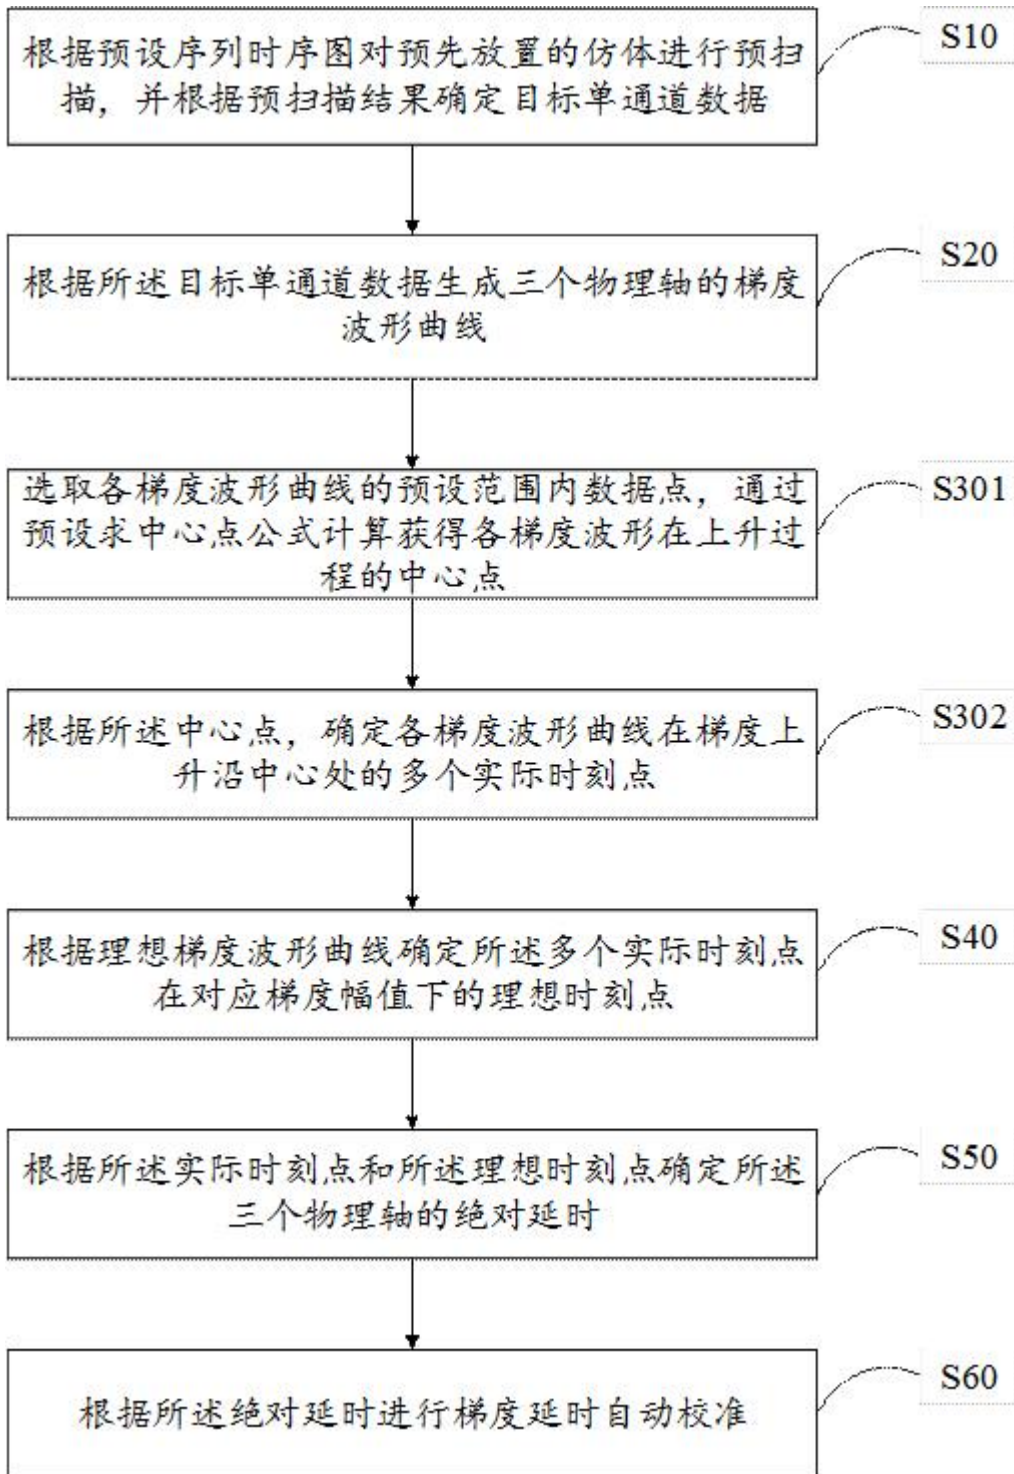 根据预设序列时序图对预先放置的仿体进行预扫
描，并根据预扫描结果确定目标单通道数据
S10
根据所述目标单通道数据生成三个物理轴的梯度
波形曲线
S20
选取各梯度波形曲线的预设范围内数据点，通过
预设求中心点公式计算获得各梯度波形在上升过
程的中心点
S301
根据所述中心点，确定各梯度波形曲线在梯度上
升沿中心处的多个实际时刻点
S302
根据理想梯度波形曲线确定所述多个实际时刻点
在对应梯度幅值下的理想时刻点
S40
根据所述实际时刻点和所述理想时刻点确定所述
三个物理轴的绝对延时
S50
根据所述绝对延时进行梯度延时自动校准
S60